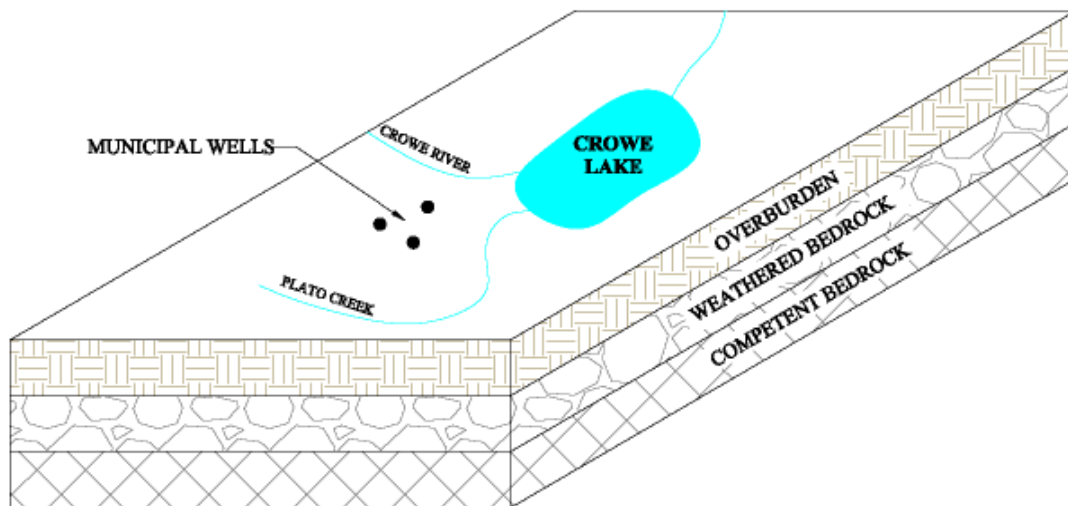 CROWE RIVER
MUNICIPAL WELLS
CROWE
LAKE
PLATO CREEK
OVERBURDEN
WEATHERED BEDROCK
COMPETENT BEDROCK